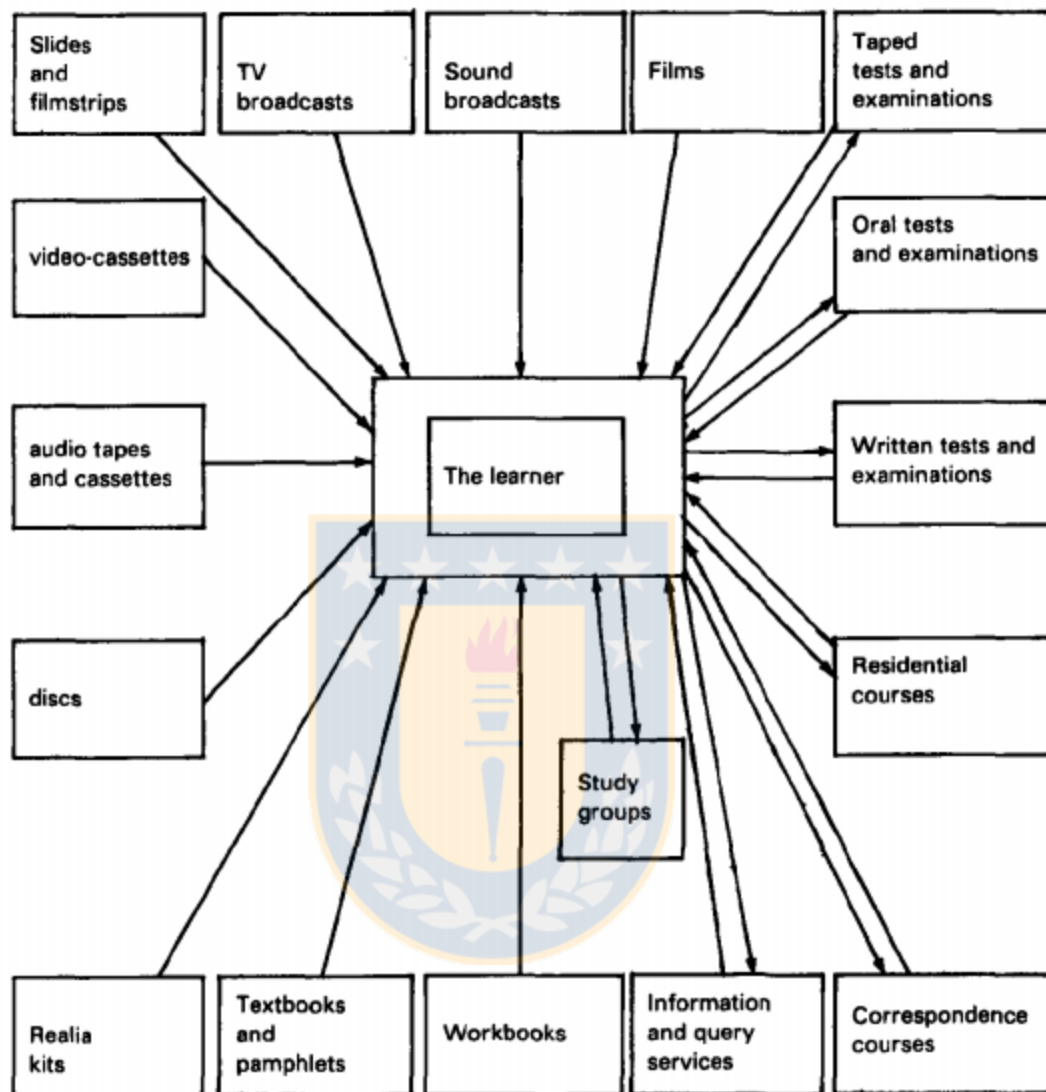 Slides
and
filmstrips
TV
broadcasts
Sound
broadcasts
Films
Taped
tests and
examinations
video-cassettes
Oral tests
and examinations
audio tapes
and cassettes
The learner
Written tests and
examinations
discs
Residential
courses
Study
groups
Realia
kits
Textbooks
and
pamphlets
Workbooks
Information
and query
services
Correspondence
courses